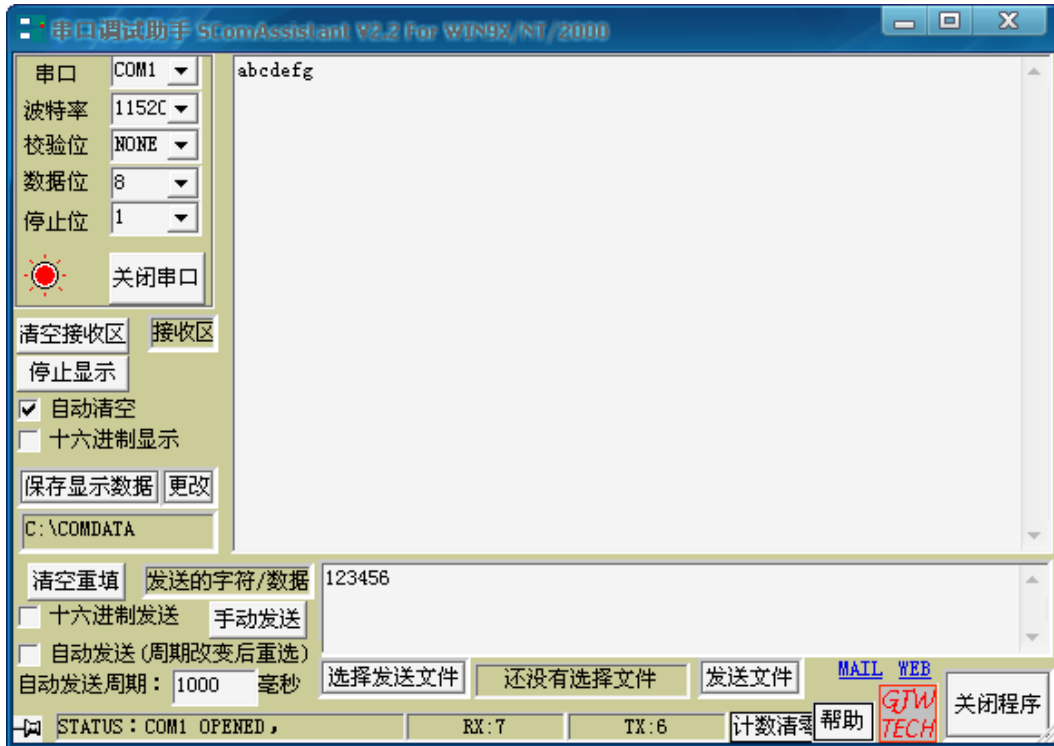 串口调试助手 SComAssistant V2.2 For WIN9X/NT/2000
串口 COM1
波特率 11520
校验位 NONE
数据位 8
停止位 1
关闭串口
清空接收区 接收区
停止显示
自动清空
十六进制显示
保存显示数据 更改
C:\COMDATA
abcdefg
清空重填 发送的字符/数据
123456
十六进制发送 手动发送
自动发送(周期改变后重选)
自动发送周期: 1000 毫秒
选择发送文件 还没有选择文件 发送文件
MAIL WEB
GJW
TECH
关闭程序
STATUS:COM1 OPENED, RX:7 TX:6 计数清零 帮助